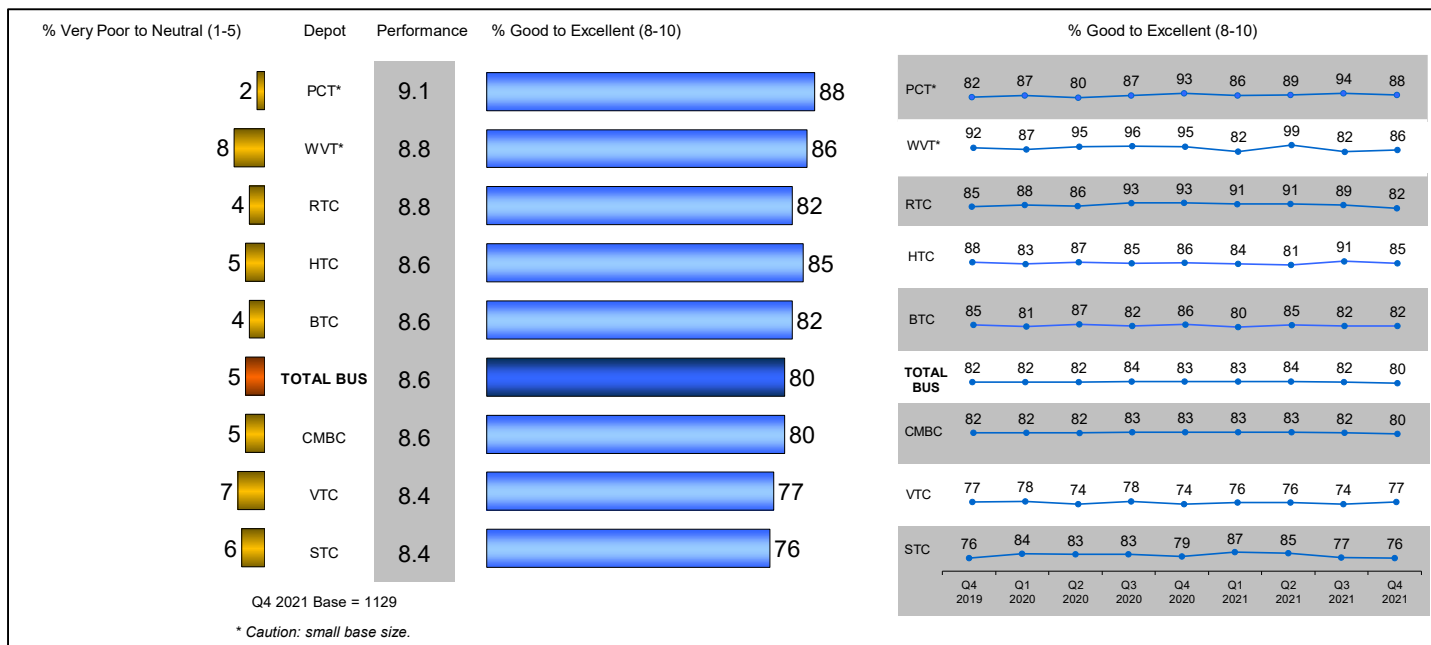 % Very Poor to Neutral (1-5) Depot Performance % Good to Excellent (8-10) % Good to Excellent (8-10)
2 PCT* 9.1 88
8 WVT* 8.8 86
4 RTC 8.8 82
5 HTC 8.6 85
4 BTC 8.6 82
5 TOTAL BUS 8.6 80
5 CMBC 8.6 80
7 VTC 8.4 77
6 STC 8.4 76
Q4 2021 Base = 1129
* Caution: small base size.
PCT* 82 87 80 87 93 86 89 94 88
WVT* 92 87 95 96 95 82 99 82 86
RTC 85 88 86 93 93 91 91 89 82
HTC 88 83 87 85 86 84 81 91 85
BTC 85 81 87 82 86 80 85 82 82
TOTAL
BUS 82 82 82 84 83 83 84 82 80
CMBC 82 82 82 83 83 83 83 82 80
VTC 77 78 74 78 74 76 76 74 77
STC 76 84 83 83 79 87 85 77 76
Q4 Q1 Q2 Q3 Q4 Q1 Q2 Q3 Q4
2019 2020 2020 2020 2020 2021 2021 2021 2021